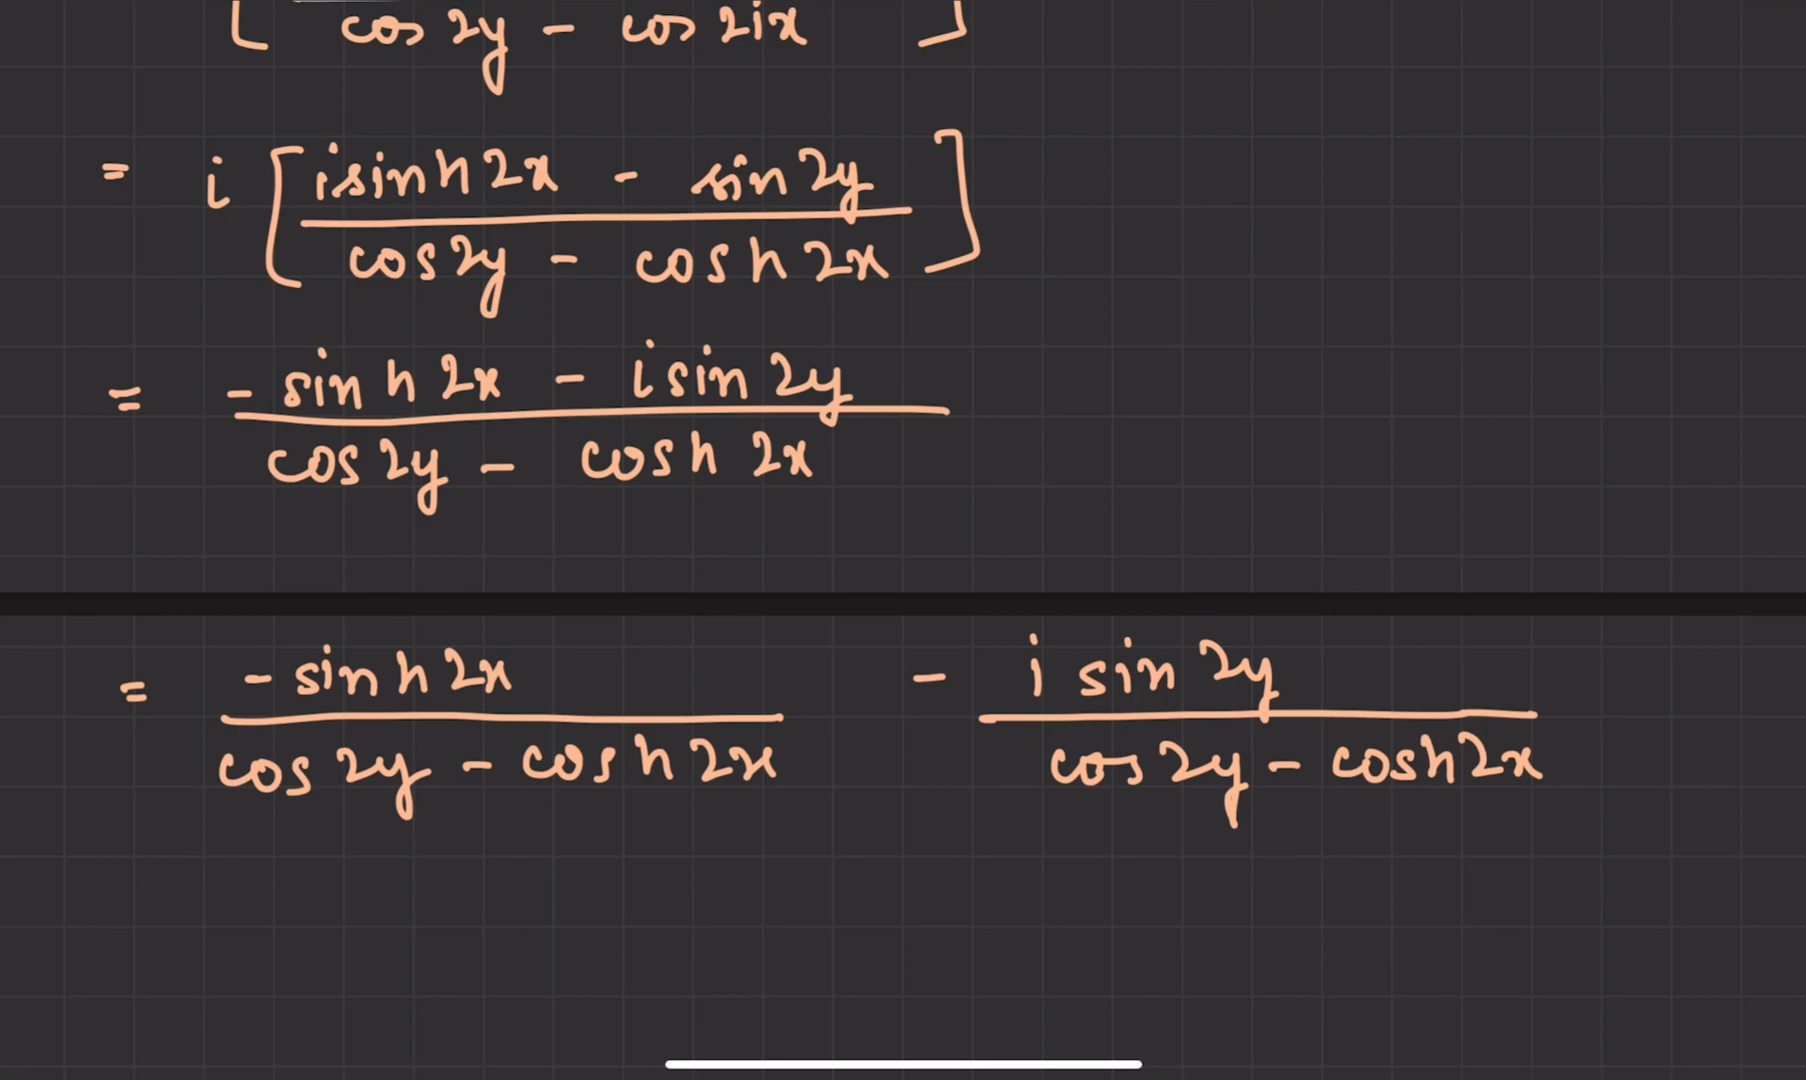 [ cos 2y - cos 2ix ]
= i [ i sinh 2x - sin 2y ]
cos 2y - cosh 2x
= - sinh 2x - i sin 2y
cos 2y - cosh 2x
= - sinh 2x - i sin 2y
cos 2y - cosh 2x cos 2y - cosh 2x